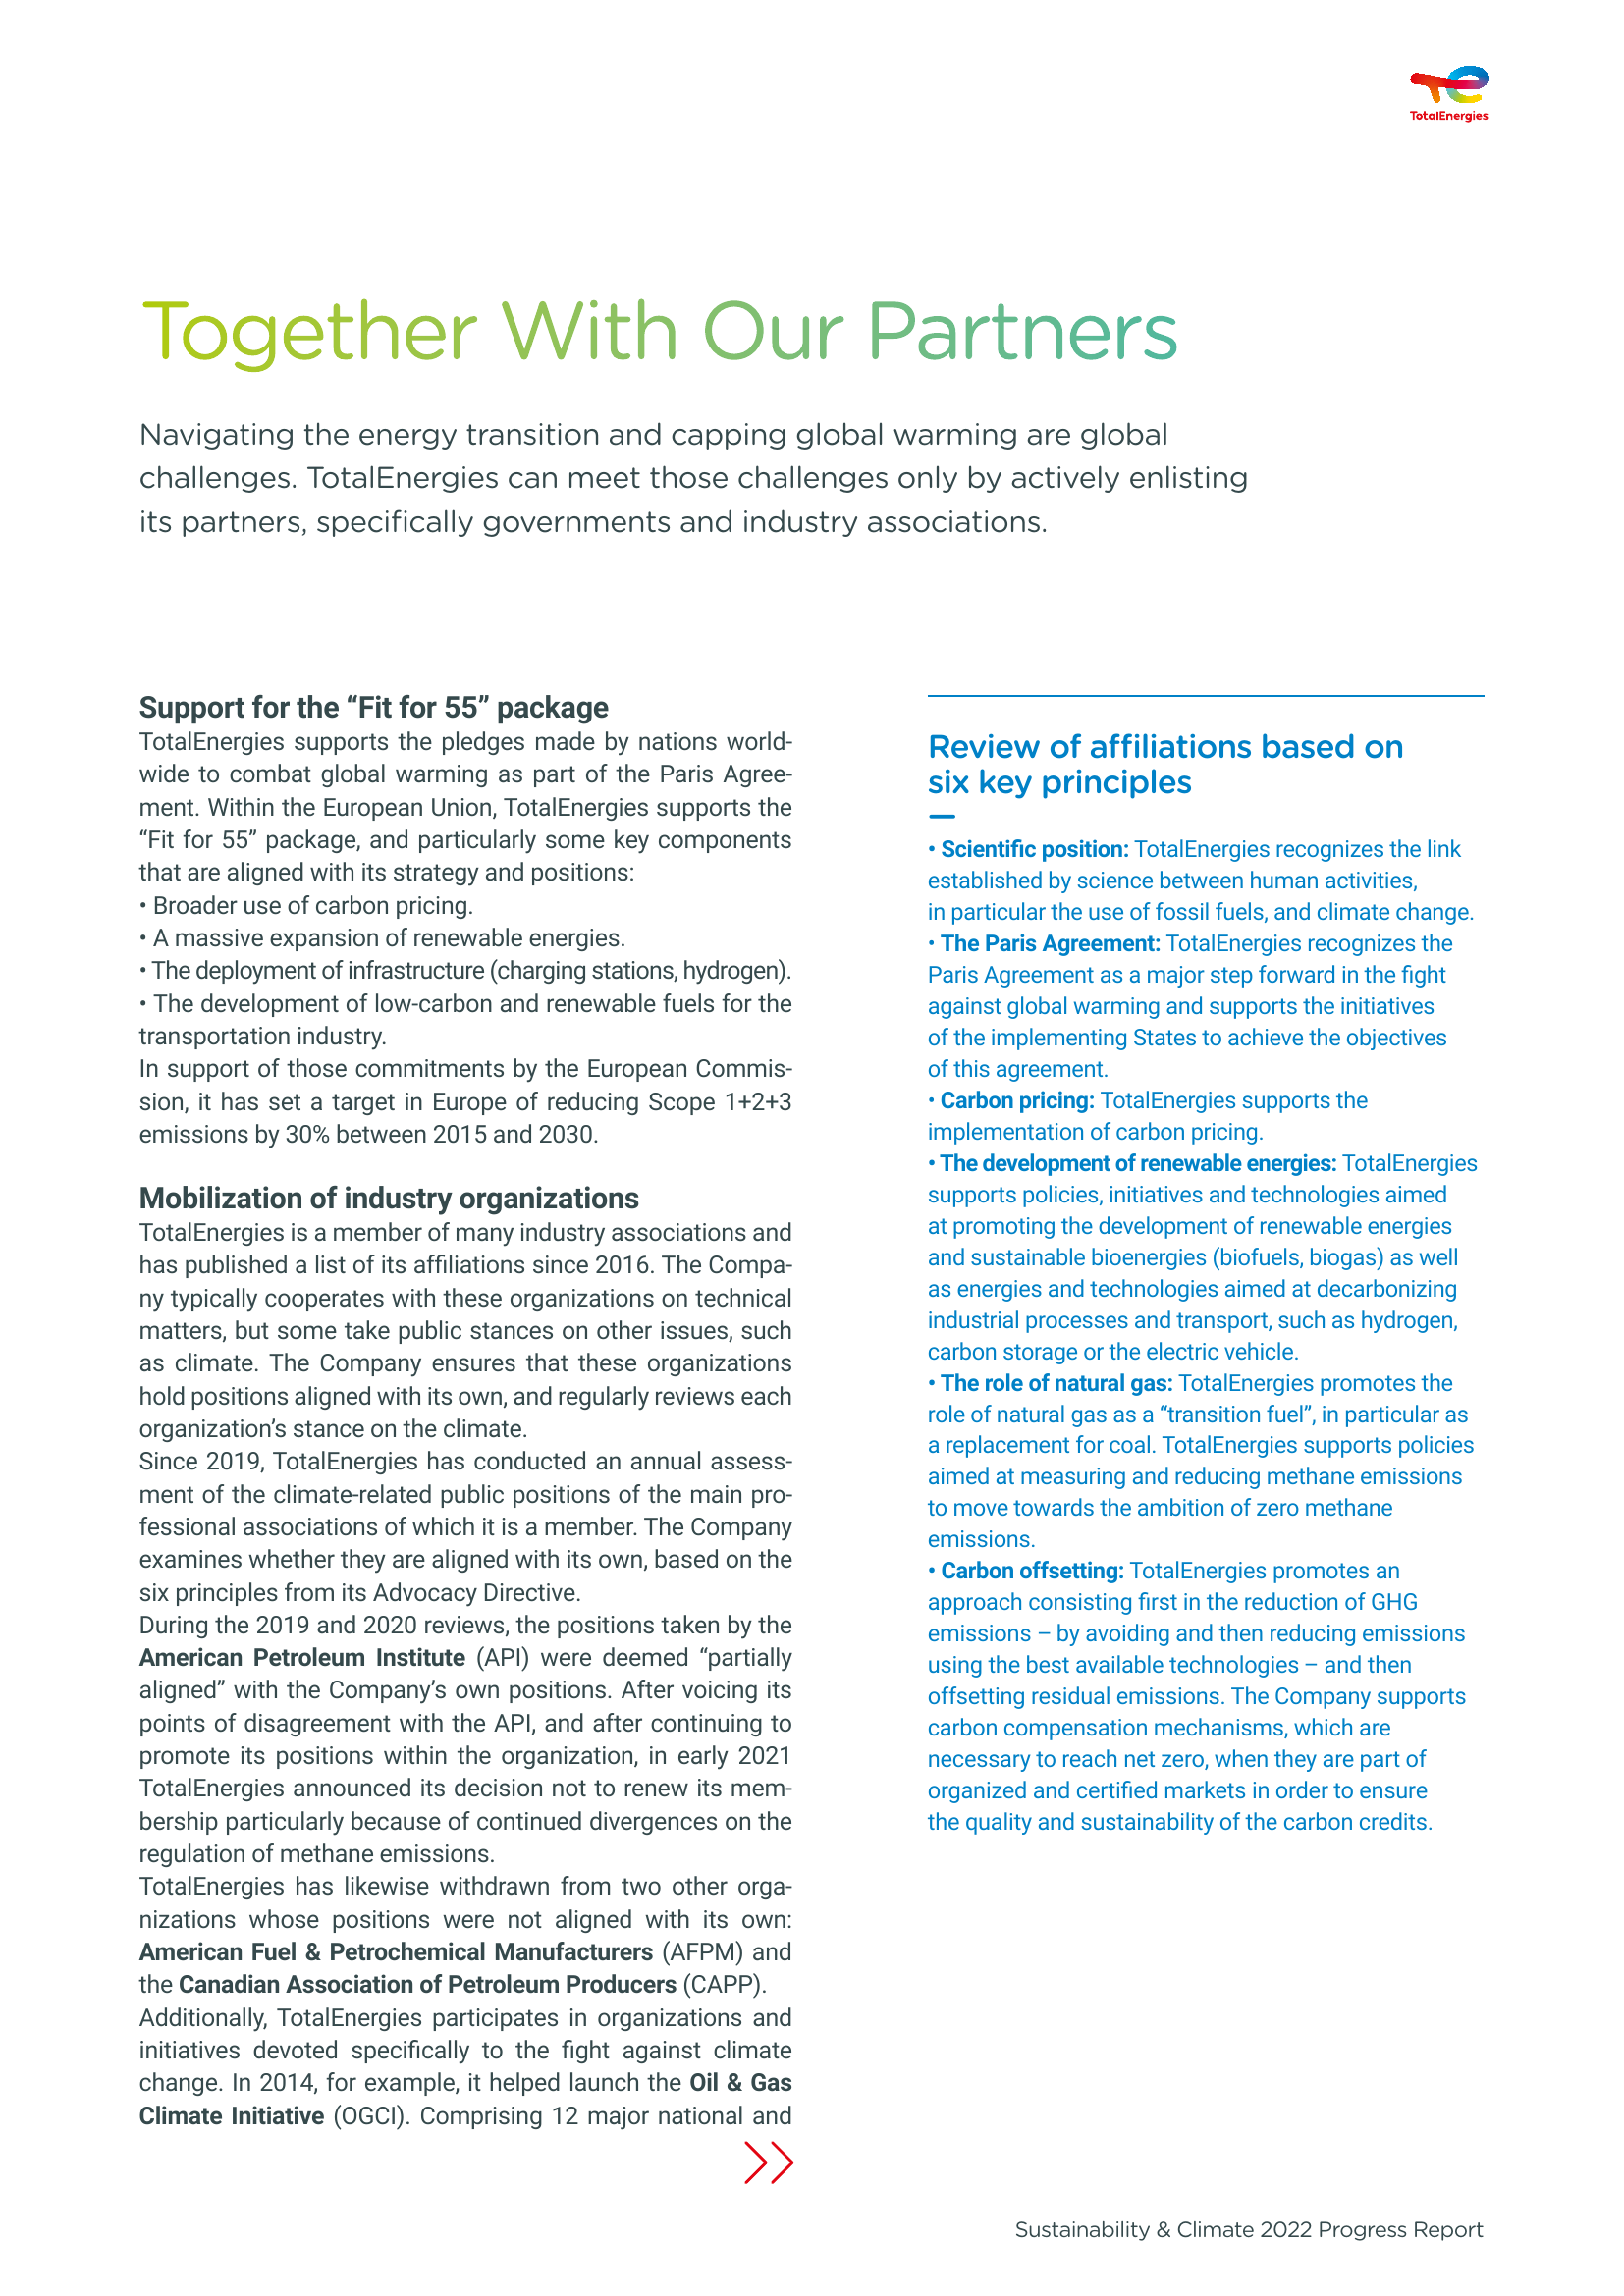 TotalEnergies
Together With Our Partners
Navigating the energy transition and capping global warming are global
challenges. TotalEnergies can meet those challenges only by actively enlisting
its partners, specifically governments and industry associations.
Support for the “Fit for 55” package
TotalEnergies supports the pledges made by nations world-
wide to combat global warming as part of the Paris Agree-
ment. Within the European Union, TotalEnergies supports the
“Fit for 55” package, and particularly some key components
that are aligned with its strategy and positions:
• Broader use of carbon pricing.
• A massive expansion of renewable energies.
• The deployment of infrastructure (charging stations, hydrogen).
• The development of low-carbon and renewable fuels for the
transportation industry.
In support of those commitments by the European Commis-
sion, it has set a target in Europe of reducing Scope 1+2+3
emissions by 30% between 2015 and 2030.
Mobilization of industry organizations
TotalEnergies is a member of many industry associations and
has published a list of its affiliations since 2016. The Compa-
ny typically cooperates with these organizations on technical
matters, but some take public stances on other issues, such
as climate. The Company ensures that these organizations
hold positions aligned with its own, and regularly reviews each
organization’s stance on the climate.
Since 2019, TotalEnergies has conducted an annual assess-
ment of the climate-related public positions of the main pro-
fessional associations of which it is a member. The Company
examines whether they are aligned with its own, based on the
six principles from its Advocacy Directive.
During the 2019 and 2020 reviews, the positions taken by the
American Petroleum Institute (API) were deemed “partially
aligned” with the Company’s own positions. After voicing its
points of disagreement with the API, and after continuing to
promote its positions within the organization, in early 2021
TotalEnergies announced its decision not to renew its mem-
bership particularly because of continued divergences on the
regulation of methane emissions.
TotalEnergies has likewise withdrawn from two other orga-
nizations whose positions were not aligned with its own:
American Fuel & Petrochemical Manufacturers (AFPM) and
the Canadian Association of Petroleum Producers (CAPP).
Additionally, TotalEnergies participates in organizations and
initiatives devoted specifically to the fight against climate
change. In 2014, for example, it helped launch the Oil & Gas
Climate Initiative (OGCI). Comprising 12 major national and
Review of affiliations based on
six key principles
• Scientific position: TotalEnergies recognizes the link
established by science between human activities,
in particular the use of fossil fuels, and climate change.
• The Paris Agreement: TotalEnergies recognizes the
Paris Agreement as a major step forward in the fight
against global warming and supports the initiatives
of the implementing States to achieve the objectives
of this agreement.
• Carbon pricing: TotalEnergies supports the
implementation of carbon pricing.
• The development of renewable energies: TotalEnergies
supports policies, initiatives and technologies aimed
at promoting the development of renewable energies
and sustainable bioenergies (biofuels, biogas) as well
as energies and technologies aimed at decarbonizing
industrial processes and transport, such as hydrogen,
carbon storage or the electric vehicle.
• The role of natural gas: TotalEnergies promotes the
role of natural gas as a “transition fuel”, in particular as
a replacement for coal. TotalEnergies supports policies
aimed at measuring and reducing methane emissions
to move towards the ambition of zero methane
emissions.
• Carbon offsetting: TotalEnergies promotes an
approach consisting first in the reduction of GHG
emissions – by avoiding and then reducing emissions
using the best available technologies – and then
offsetting residual emissions. The Company supports
carbon compensation mechanisms, which are
necessary to reach net zero, when they are part of
organized and certified markets in order to ensure
the quality and sustainability of the carbon credits.
Sustainability & Climate 2022 Progress Report